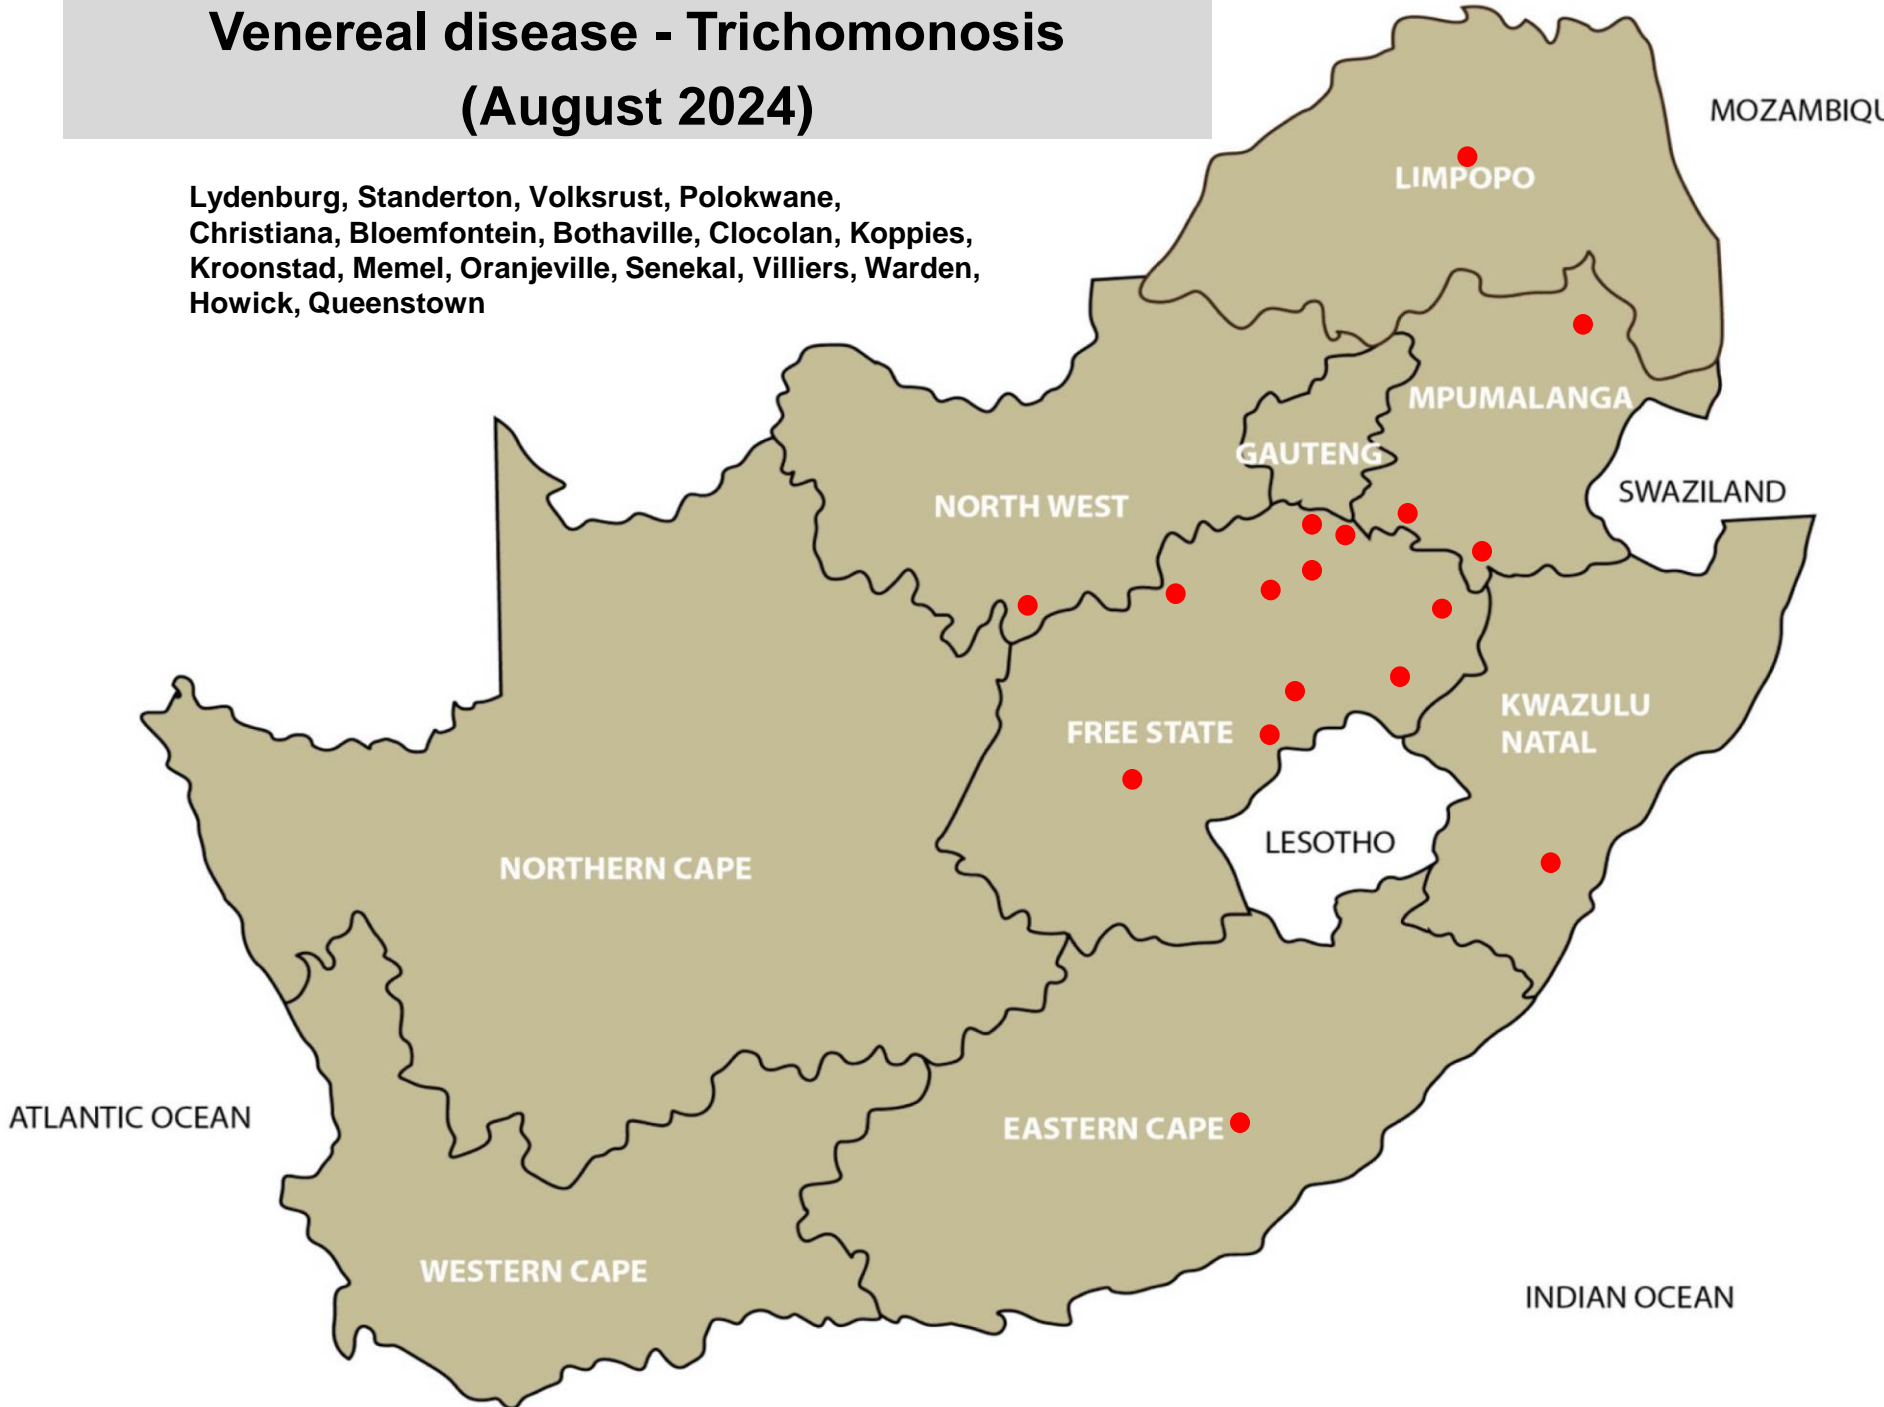 Venereal disease - Trichomonosis
(August 2024)
Lydenburg, Standerton, Volksrust, Polokwane,
Christiana, Bloemfontein, Bothaville, Clocolan, Koppies,
Kroonstad, Memel, Oranjeville, Senekal, Villiers, Warden,
Howick, Queenstown
MOZAMBIQU
LIMPOPO
MPUMALANGA
GAUTENG
SWAZILAND
NORTH WEST
KWAZULU
NATAL
FREE STATE
LESOTHO
NORTHERN CAPE
ATLANTIC OCEAN
EASTERN CAPE
WESTERN CAPE
INDIAN OCEAN